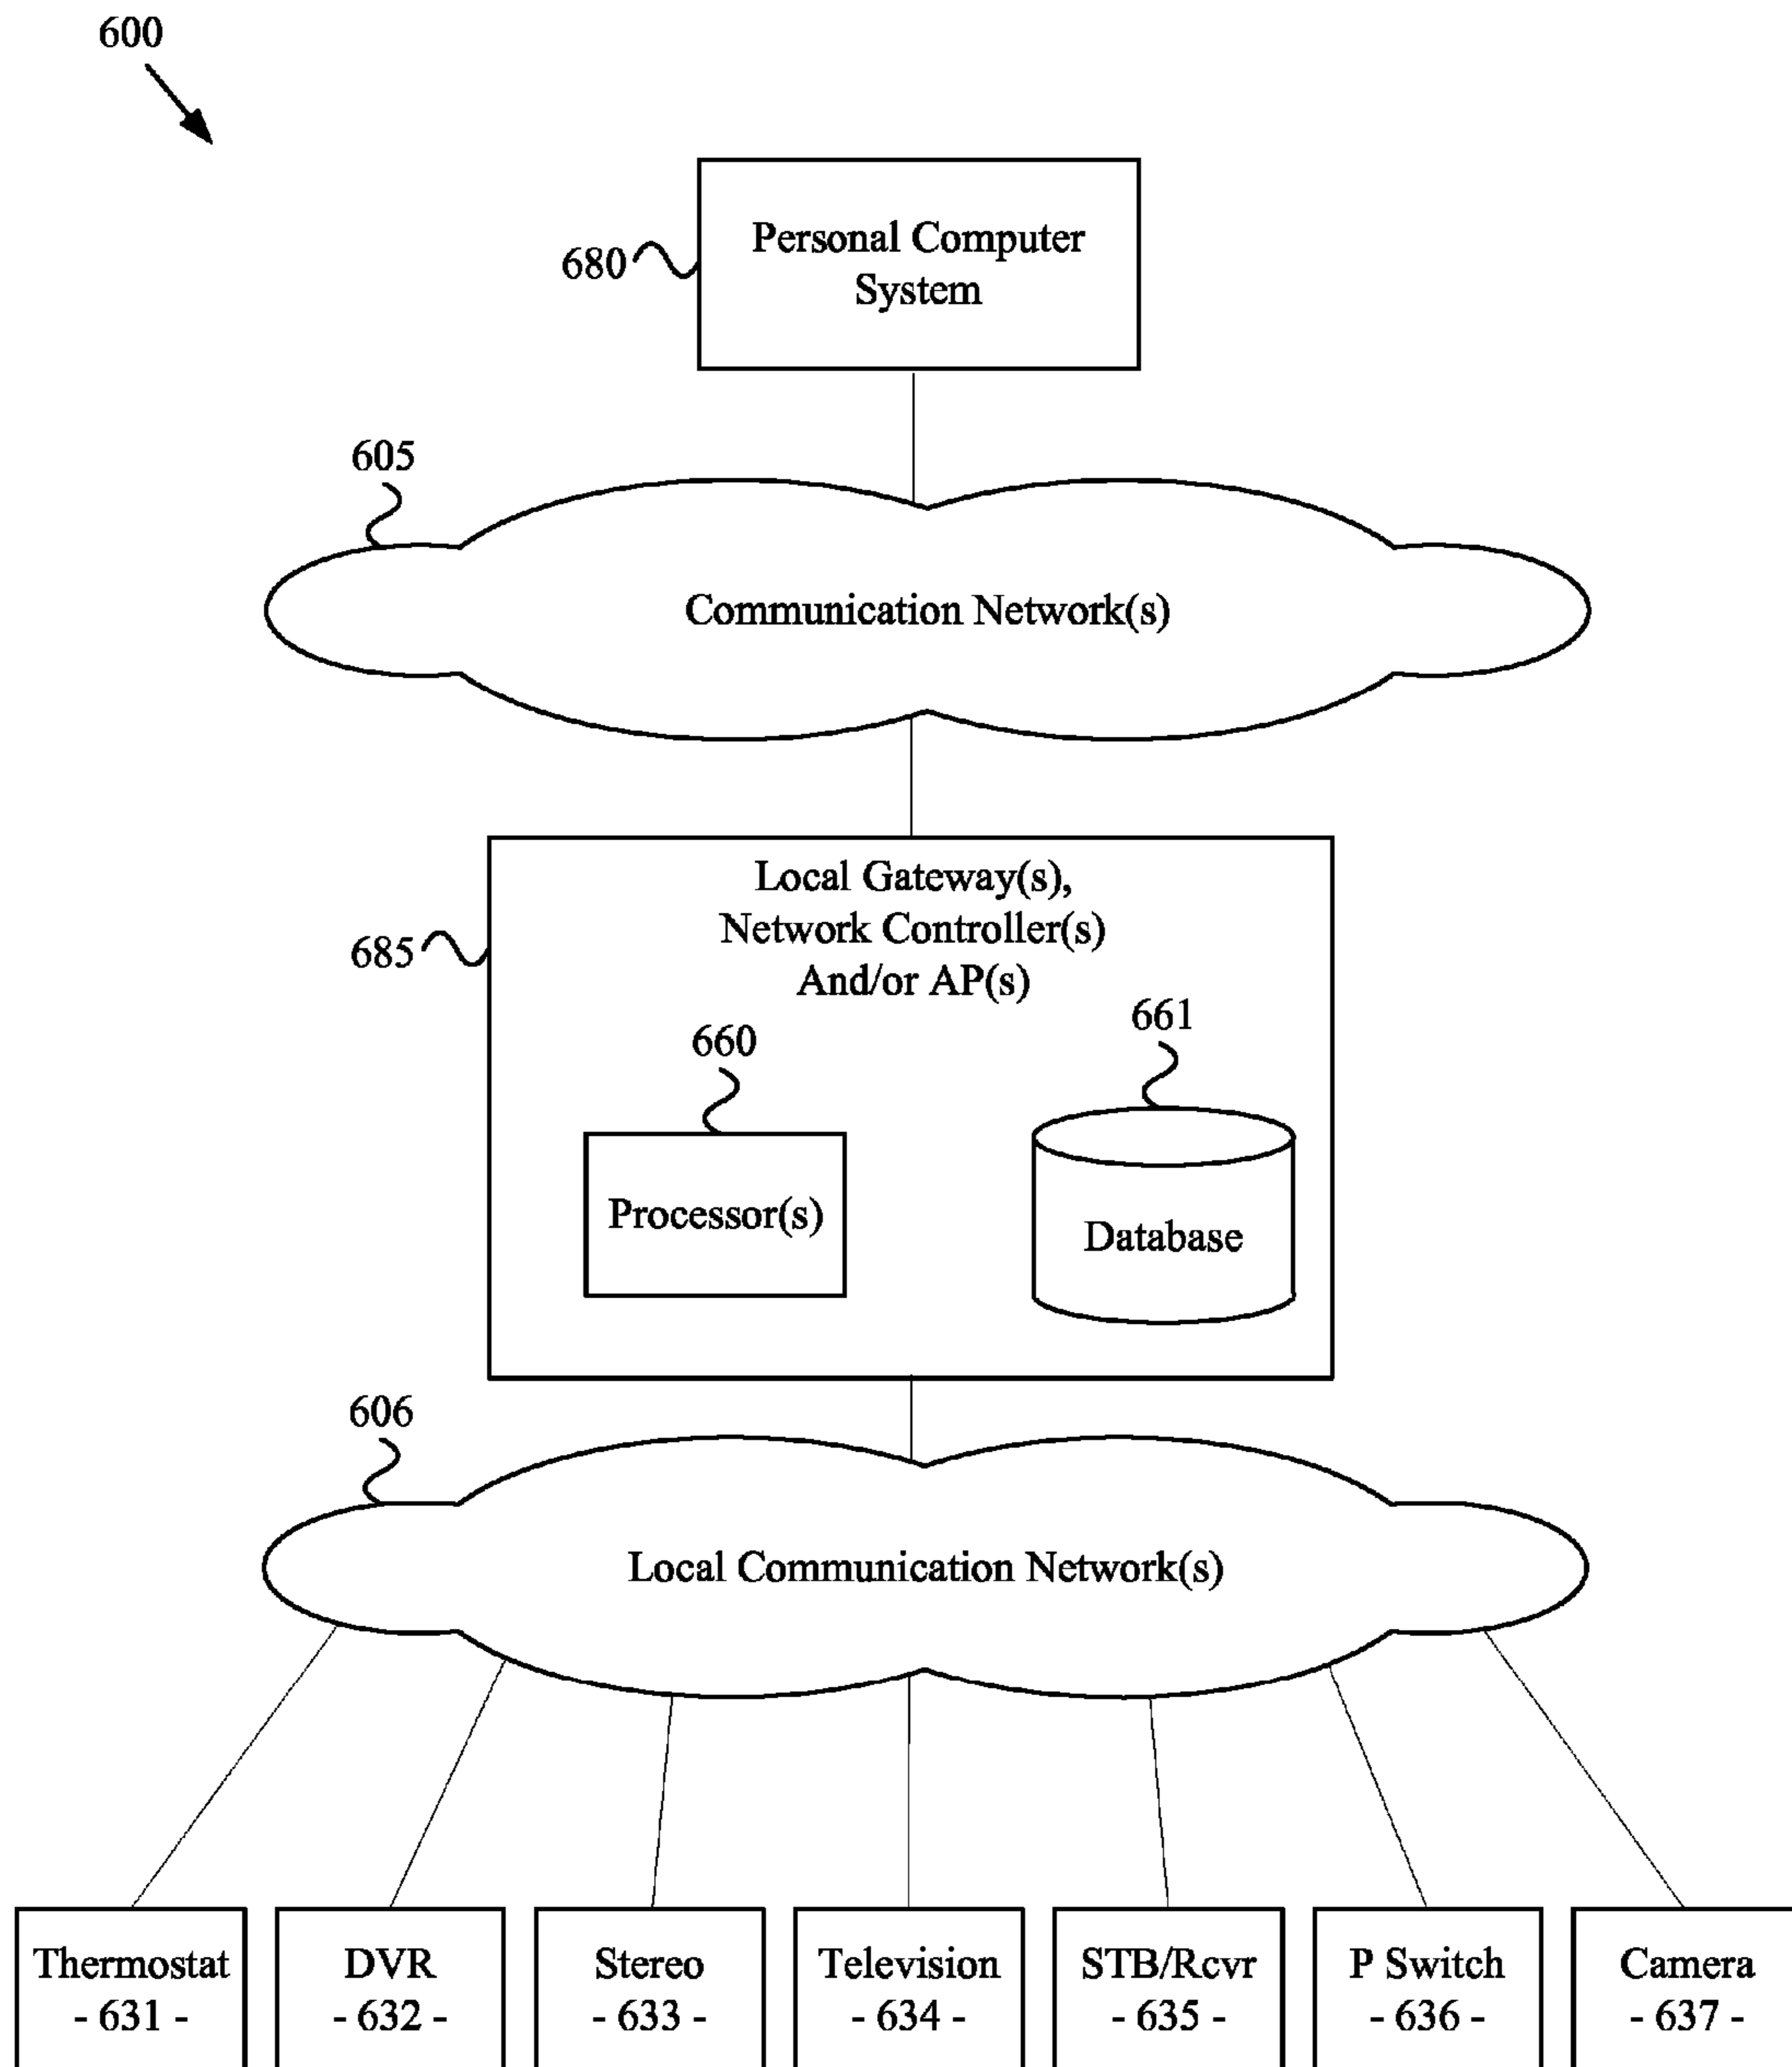 600
Personal Computer
System
680
605
Communication Network(s)
Local Gateway(s),
Network Controller(s)
And/or AP(s)
685
660
661
Processor(s)
Database
606
Local Communication Network(s)
Thermostat
- 631 -
DVR
- 632 -
Stereo
- 633 -
Television
- 634 -
STB/Rcvr
- 635 -
P Switch
- 636 -
Camera
- 637 -